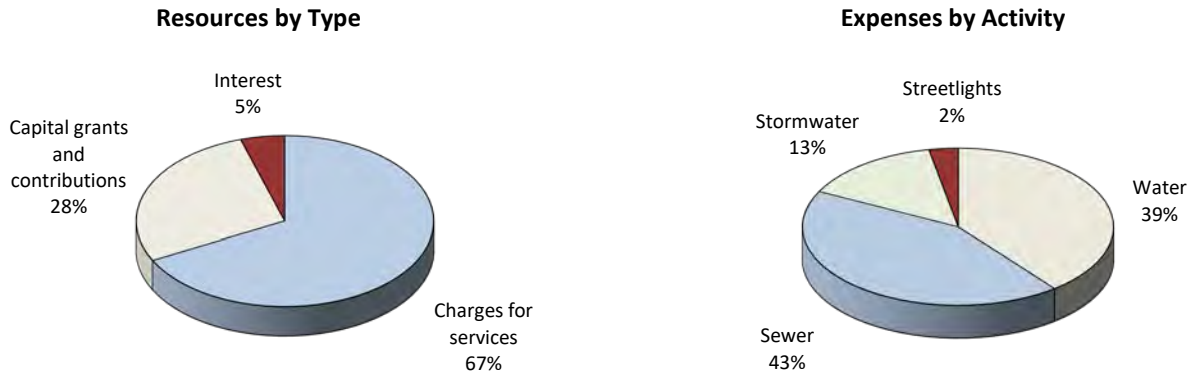 Resources by Type
Interest
5%
Capital grants
and
contributions
28%
Charges for
services
67%
Expenses by Activity
Streetlights
2%
Stormwater
13%
Water
39%
Sewer
43%